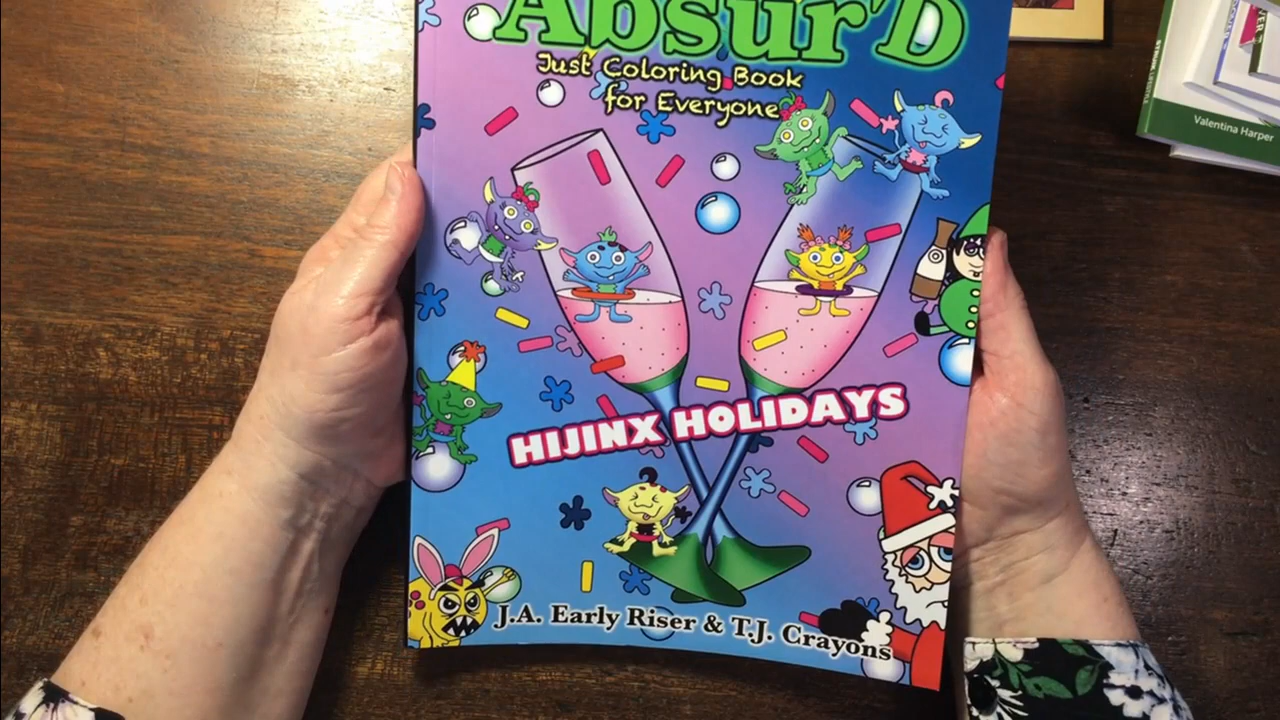 Absur'D
Just Coloring Book
for Everyone
HIJINX HOLIDAYS
J.A. Early Riser & T.J. Crayons
Valentina Harper